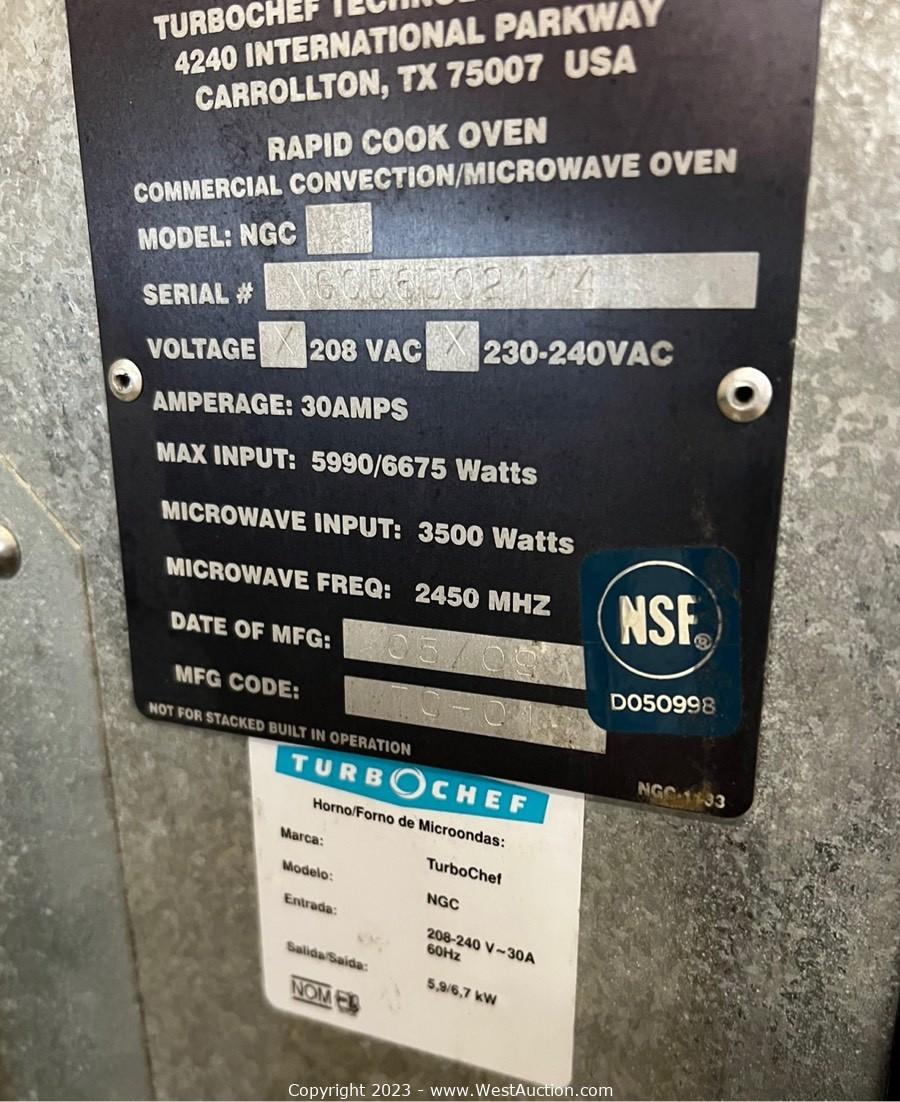 TURBOCHEF
4240 INTERNATIONAL PARKWAY
CARROLLTON, TX 75007 USA
RAPID COOK OVEN
COMMERCIAL CONVECTION/MICROWAVE OVEN
MODEL: NGC
SERIAL #
VOLTAGE X 208 VAC X 230-240VAC
AMPERAGE: 30AMPS
MAX INPUT: 5990/6675 Watts
MICROWAVE INPUT: 3500 Watts
MICROWAVE FREQ: 2450 MHZ
DATE OF MFG:
MFG CODE: TC-01
NSF®
D050998
NOT FOR STACKED BUILT IN OPERATION
TURBOCHEF
Horno/Forno de Microondas:
Marca: TurboChef
Modelo: NGC
Entrada: 208-240 V~30A
60Hz
Salida/Saida: 5,9/6,7 kW
NOM
Copyright 2023 - www.WestAuction.com